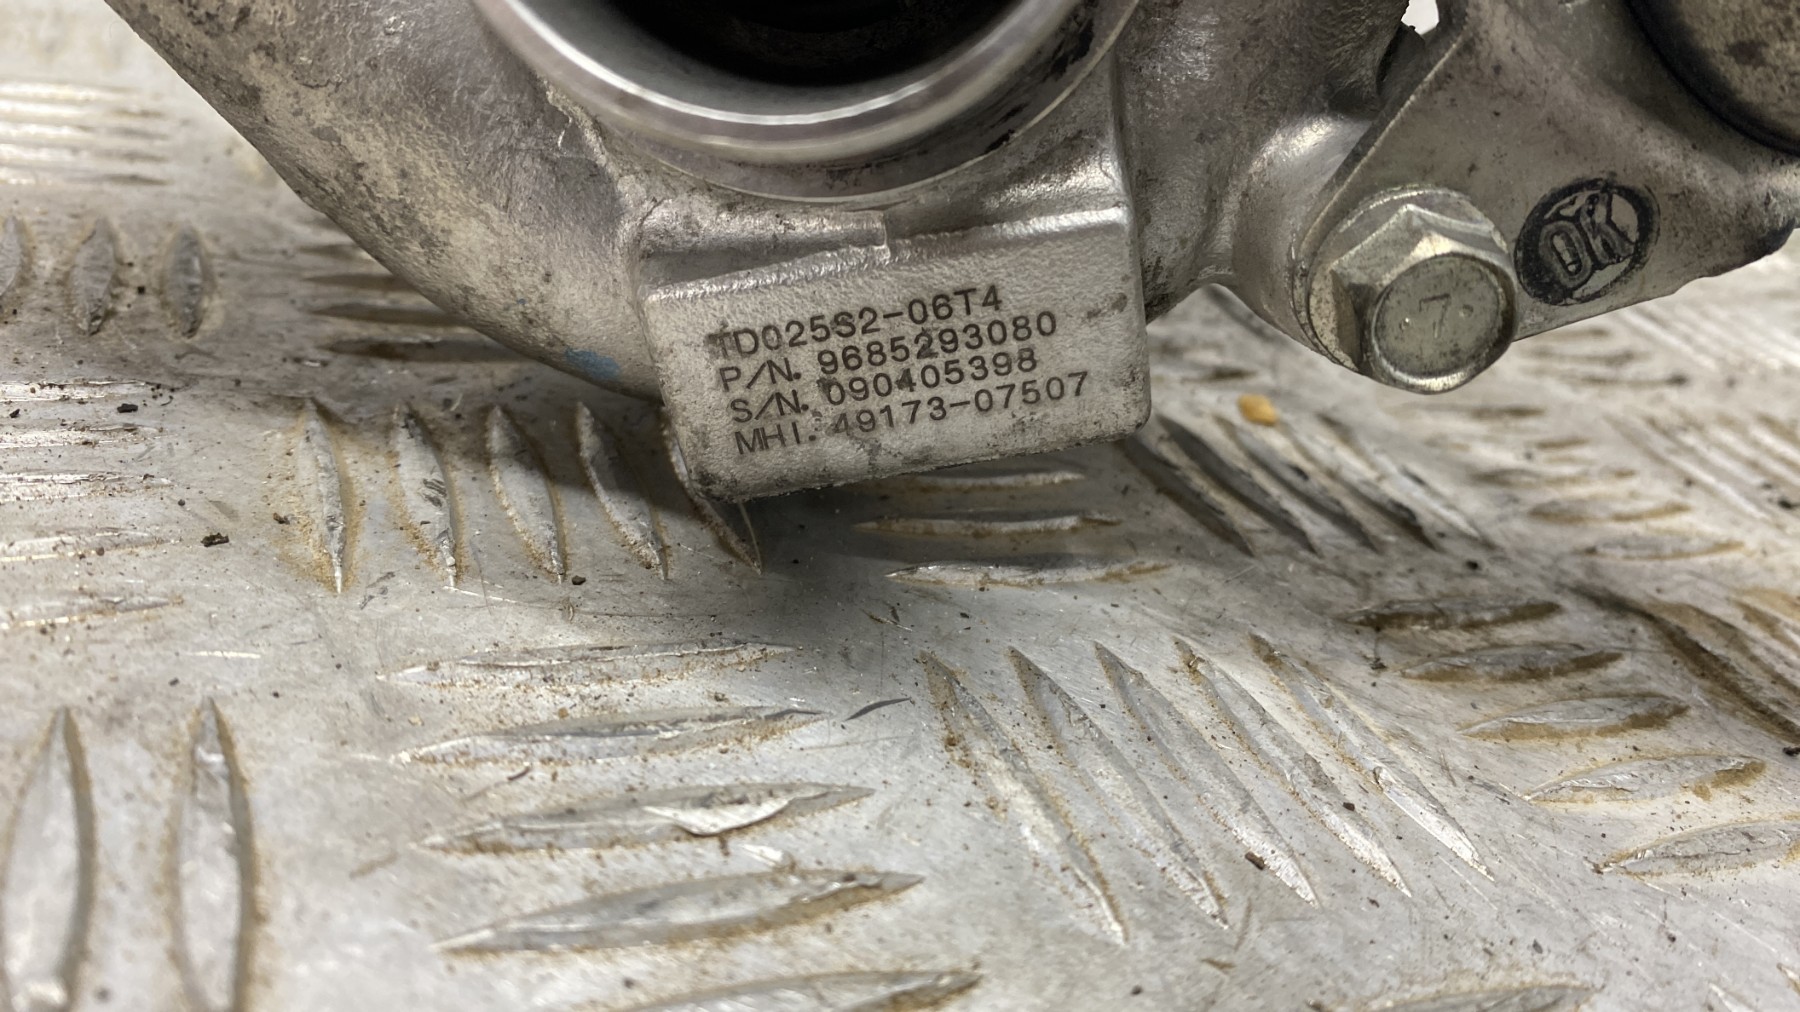 TD025S2-06T4
P/N. 9685293080
S/N. 090405398
MHI. 49173-07507
7
OK